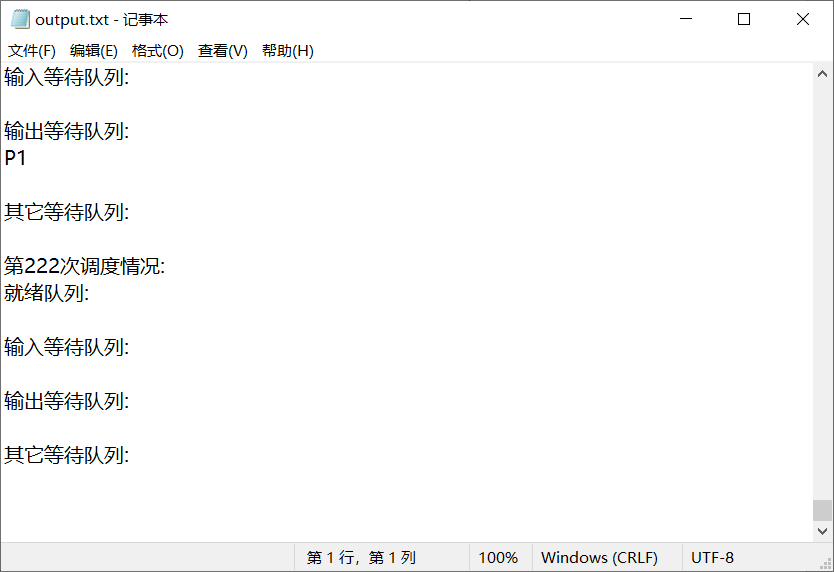 output.txt - 记事本
文件(F) 编辑(E) 格式(O) 查看(V) 帮助(H)
输入等待队列:
输出等待队列:
P1
其它等待队列:
第222次调度情况:
就绪队列:
输入等待队列:
输出等待队列:
其它等待队列:
第 1 行，第 1 列 100% Windows (CRLF) UTF-8